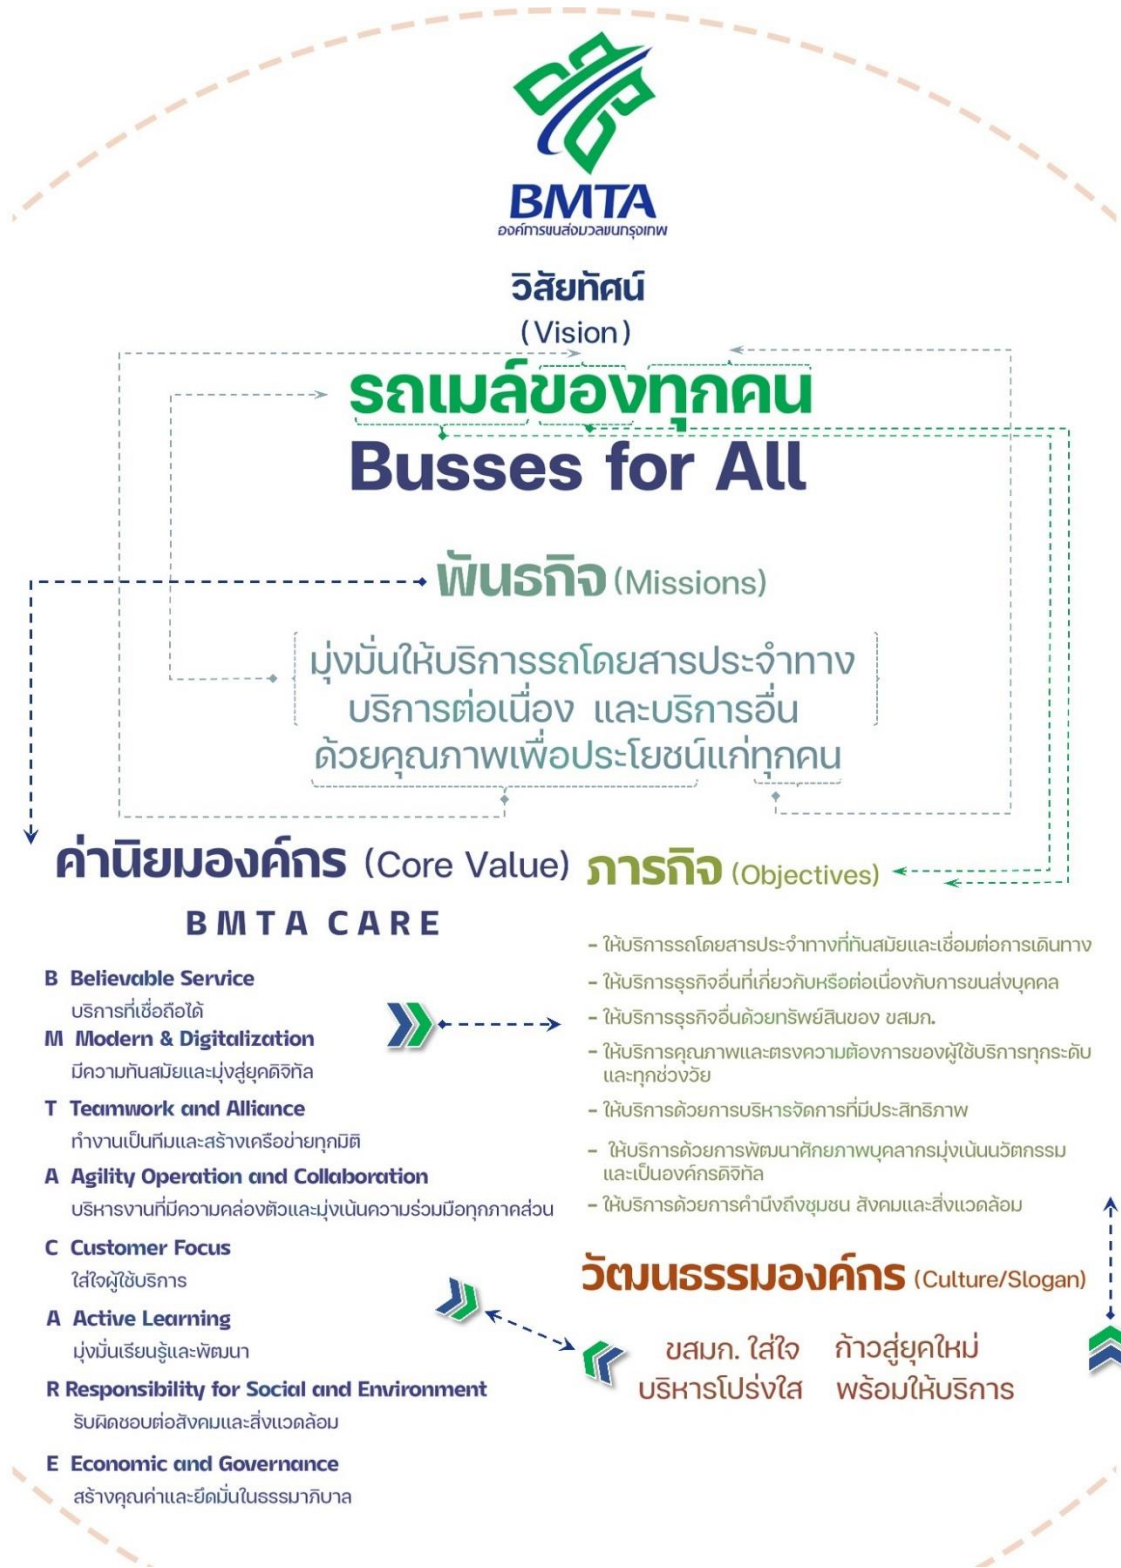 BMTA
องค์การขนส่งมวลชนกรุงเทพ
วิสัยทัศน์
(Vision)
รถเมล์ของทุกคน
Busses for All
พันธกิจ (Missions)
มุ่งมั่นให้บริการรถโดยสารประจำทาง
บริการต่อเนื่อง และบริการอื่น
ด้วยคุณภาพเพื่อประโยชน์แก่ทุกคน
ค่านิยมองค์กร (Core Value)
BMTA CARE
B Believable Service
บริการที่เชื่อถือได้
M Modern & Digitalization
มีความทันสมัยและมุ่งสู่ยุคดิจิทัล
T Teamwork and Alliance
ทำงานเป็นทีมและสร้างเครือข่ายทุกมิติ
A Agility Operation and Collaboration
บริหารงานที่มีความคล่องตัวและมุ่งเน้นความร่วมมือทุกภาคส่วน
C Customer Focus
ใส่ใจผู้ใช้บริการ
A Active Learning
มุ่งมั่นเรียนรู้และพัฒนา
R Responsibility for Social and Environment
รับผิดชอบต่อสังคมและสิ่งแวดล้อม
E Economic and Governance
สร้างคุณค่าและยึดมั่นในธรรมาภิบาล
ภารกิจ (Objectives)
- ให้บริการรถโดยสารประจำทางที่ทันสมัยและเชื่อมต่อการเดินทาง
- ให้บริการธุรกิจอื่นที่เกี่ยวกับหรือต่อเนื่องกับการขนส่งบุคคล
- ให้บริการธุรกิจอื่นด้วยทรัพย์สินของ ขสมก.
- ให้บริการคุณภาพและตรงความต้องการของผู้ใช้บริการทุกระดับ
และทุกช่วงวัย
- ให้บริการด้วยการบริหารจัดการที่มีประสิทธิภาพ
- ให้บริการด้วยการพัฒนาศักยภาพบุคลากรมุ่งเน้นนวัตกรรม
และเป็นองค์กรดิจิทัล
- ให้บริการด้วยการคำนึงถึงชุมชน สังคมและสิ่งแวดล้อม
วัฒนธรรมองค์กร (Culture/Slogan)
ขสมก. ใส่ใจ ก้าวสู่ยุคใหม่
บริหารโปร่งใส พร้อมให้บริการ